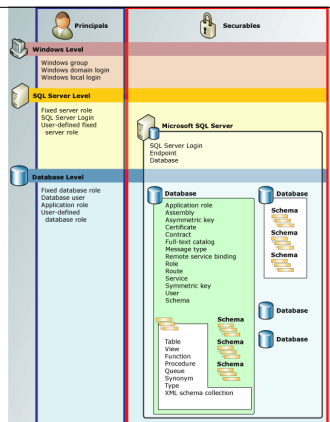 Principals
Securables
Windows Level
Windows group
Windows domain login
Windows local login
SQL Server Level
Fixed server role
SQL Server Login
User-defined fixed
server role
Microsoft SQL Server
SQL Server Login
Endpoint
Database
Database Level
Fixed database role
Database user
Application role
User-defined
database role
Database
Application role
Assembly
Asymmetric key
Certificate
Contract
Full-text catalog
Message type
Remote service binding
Role
Route
Service
Symmetric key
User
Schema
Schema
Schema
Schema
Table
View
Function
Procedure
Queue
Synonym
Type
XML schema collection
Database
Schema
Schema
Schema
Database
Database